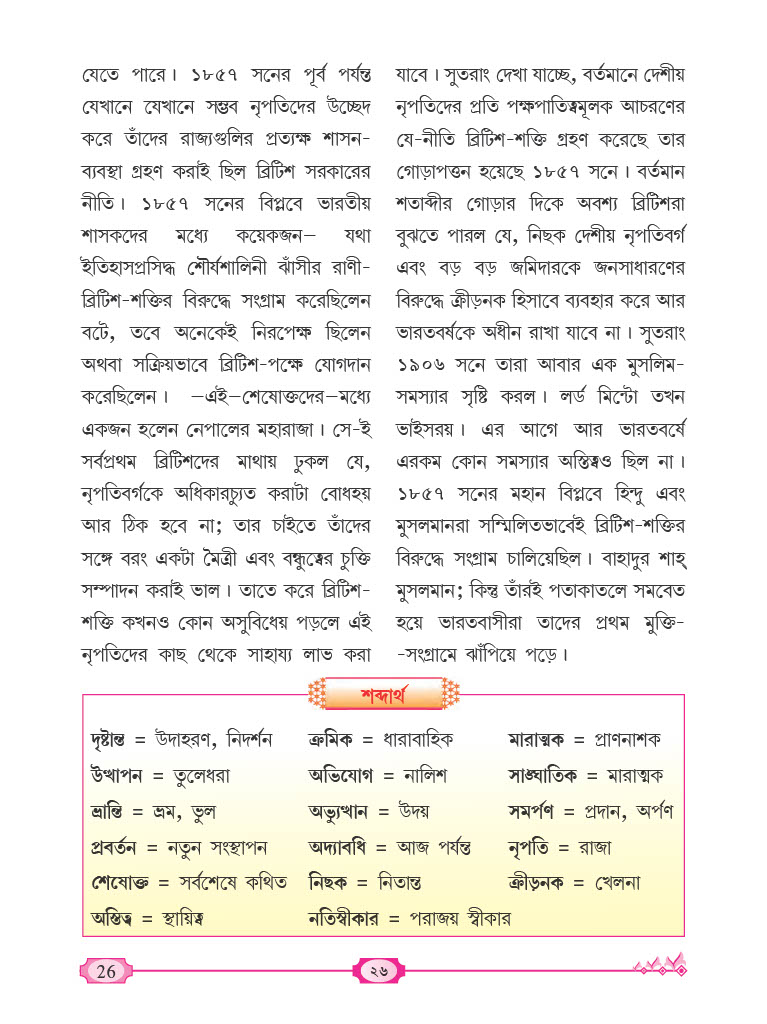 যেতে পারে। ১৮৫৭ সনের পূর্ব পর্যন্ত
যেখানে যেখানে সম্ভব নৃপতিদের উচ্ছেদ
করে তাঁদের রাজ্যগুলির প্রত্যক্ষ শাসন-
ব্যবস্থা গ্রহণ করাই ছিল ব্রিটিশ সরকারের
নীতি। ১৮৫৭ সনের বিপ্লবে ভারতীয়
শাসকদের মধ্যে কয়েকজন– যথা
ইতিহাসপ্রসিদ্ধ শৌর্যশালিনী ঝাঁসীর রাণী-
ব্রিটিশ-শক্তির বিরুদ্ধে সংগ্রাম করেছিলেন
বটে, তবে অনেকেই নিরপেক্ষ ছিলেন
অথবা সক্রিয়ভাবে ব্রিটিশ-পক্ষে যোগদান
করেছিলেন। –এই–শেষোক্তদের–মধ্যে
একজন হলেন নেপালের মহারাজা। সে-ই
সর্বপ্রথম ব্রিটিশদের মাথায় ঢুকল যে,
নৃপতিবর্গকে অধিকারচ্যুত করাটা বোধহয়
আর ঠিক হবে না; তার চাইতে তাঁদের
সঙ্গে বরং একটা মৈত্রী এবং বন্ধুত্বের চুক্তি
সম্পাদন করাই ভাল। তাতে করে ব্রিটিশ-
শক্তি কখনও কোন অসুবিধেয় পড়লে এই
নৃপতিদের কাছ থেকে সাহায্য লাভ করা
যাবে। সুতরাং দেখা যাচ্ছে, বর্তমানে দেশীয়
নৃপতিদের প্রতি পক্ষপাতিত্বমূলক আচরণের
যে-নীতি ব্রিটিশ-শক্তি গ্রহণ করেছে তার
গোড়াপত্তন হয়েছে ১৮৫৭ সনে। বর্তমান
শতাব্দীর গোড়ার দিকে অবশ্য ব্রিটিশরা
বুঝতে পারল যে, নিছক দেশীয় নৃপতিবর্গ
এবং বড় বড় জমিদারকে জনসাধারণের
বিরুদ্ধে ক্রীড়নক হিসাবে ব্যবহার করে আর
ভারতবর্ষকে অধীন রাখা যাবে না। সুতরাং
১৯০৬ সনে তারা আবার এক মুসলিম-
সমস্যার সৃষ্টি করল। লর্ড মিন্টো তখন
ভাইসরয়। এর আগে আর ভারতবর্ষে
এরকম কোন সমস্যার অস্তিত্বও ছিল না।
১৮৫৭ সনের মহান বিপ্লবে হিন্দু এবং
মুসলমানরা সম্মিলিতভাবেই ব্রিটিশ-শক্তির
বিরুদ্ধে সংগ্রাম চালিয়েছিল। বাহাদুর শাহ্
মুসলমান; কিন্তু তাঁরই পতাকাতলে সমবেত
হয়ে ভারতবাসীরা তাদের প্রথম মুক্তি-
-সংগ্রামে ঝাঁপিয়ে পড়ে।
শব্দার্থ
দৃষ্টান্ত = উদাহরণ, নিদর্শন ক্রমিক = ধারাবাহিক মারাত্মক = প্রাণনাশক
উত্থাপন = তুলেধরা অভিযোগ = নালিশ সাঙ্ঘাতিক = মারাত্মক
ভ্রান্তি = ভ্রম, ভুল অভ্যুত্থান = উদয় সমর্পণ = প্রদান, অর্পণ
প্রবর্তন = নতুন সংস্থাপন অদ্যাবধি = আজ পর্যন্ত নৃপতি = রাজা
শেষোক্ত = সর্বশেষে কথিত নিছক = নিতান্ত ক্রীড়নক = খেলনা
অস্তিত্ব = স্থায়িত্ব নতিস্বীকার = পরাজয় স্বীকার
26 ২৬